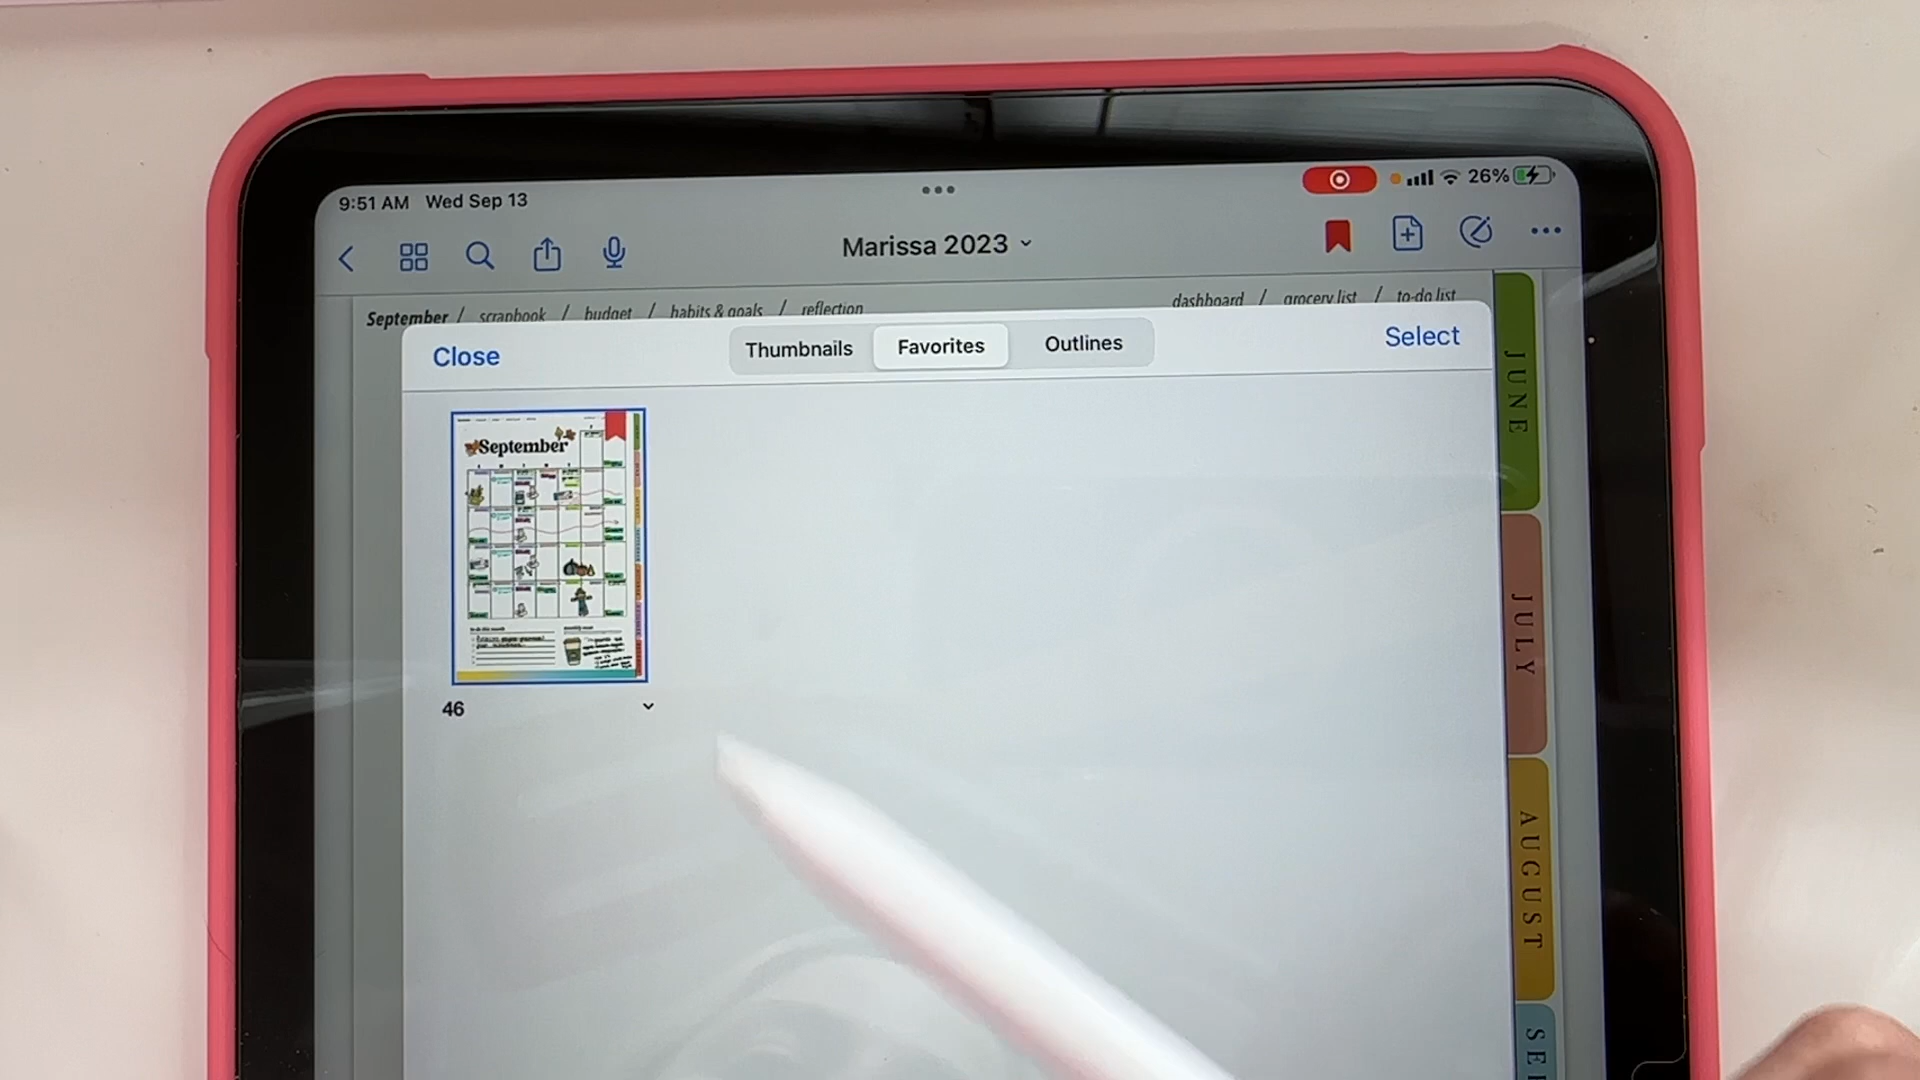 9:51 AM Wed Sep 13
26%
Marissa 2023
September / scrapbook / budget / habits & goals / reflection
dashboard / grocery list / to-do list
Close
Thumbnails
Favorites
Outlines
Select
September
46
JUNE
JULY
AUGUST